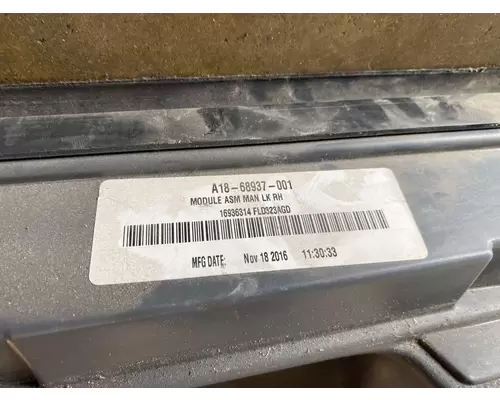 A18-68937-001
MODULE ASM MAN LK RH
16936314 FLD323AGD
MFG DATE: Nov 18 2016 11:30:33